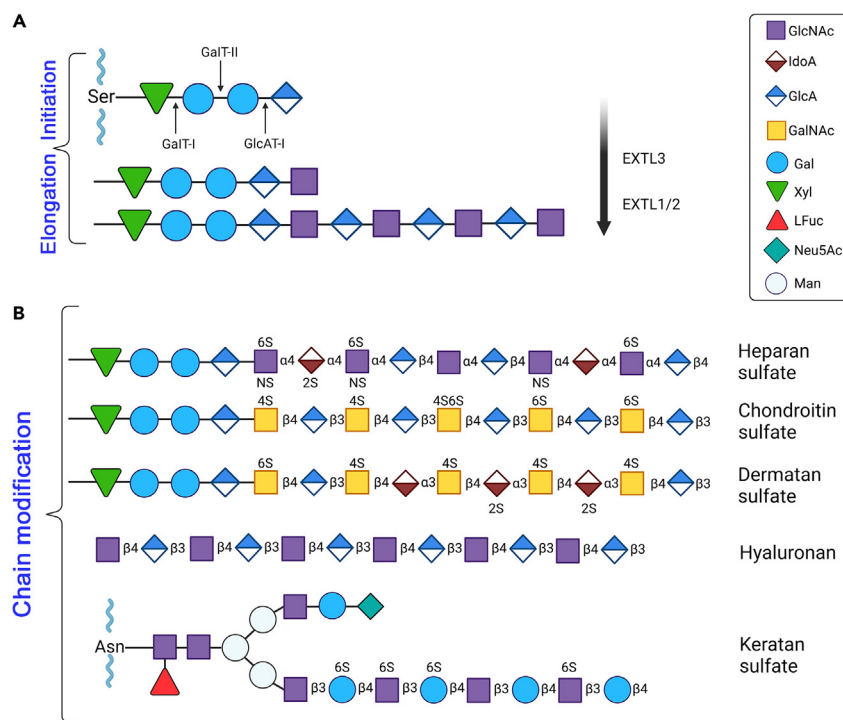 A
Initiation
Elongation
GalT-II
Ser
GalT-I
GlcAT-I
EXTL3
EXTL1/2
GlcNAc
IdoA
GlcA
GalNAc
Gal
Xyl
LFuc
Neu5Ac
Man
B
Chain modification
6S 6S 6S
α4 α4 α4 β4 α4 β4 α4 α4 β4
NS 2S NS NS
Heparan
sulfate
4S 4S 4S6S 6S 6S
β4 β3 β4 β3 β4 β3 β4 β3 β4 β3
Chondroitin
sulfate
6S 4S 4S 4S 4S
β4 β3 β4 α3 β4 α3 β4 α3 β4 β3
2S 2S
Dermatan
sulfate
β4 β3 β4 β3 β4 β3 β4 β3 β4 β3 β4 β3
Hyaluronan
Asn
6S 6S 6S 6S
β3 β4 β3 β4 β3 β4 β3 β4
Keratan
sulfate